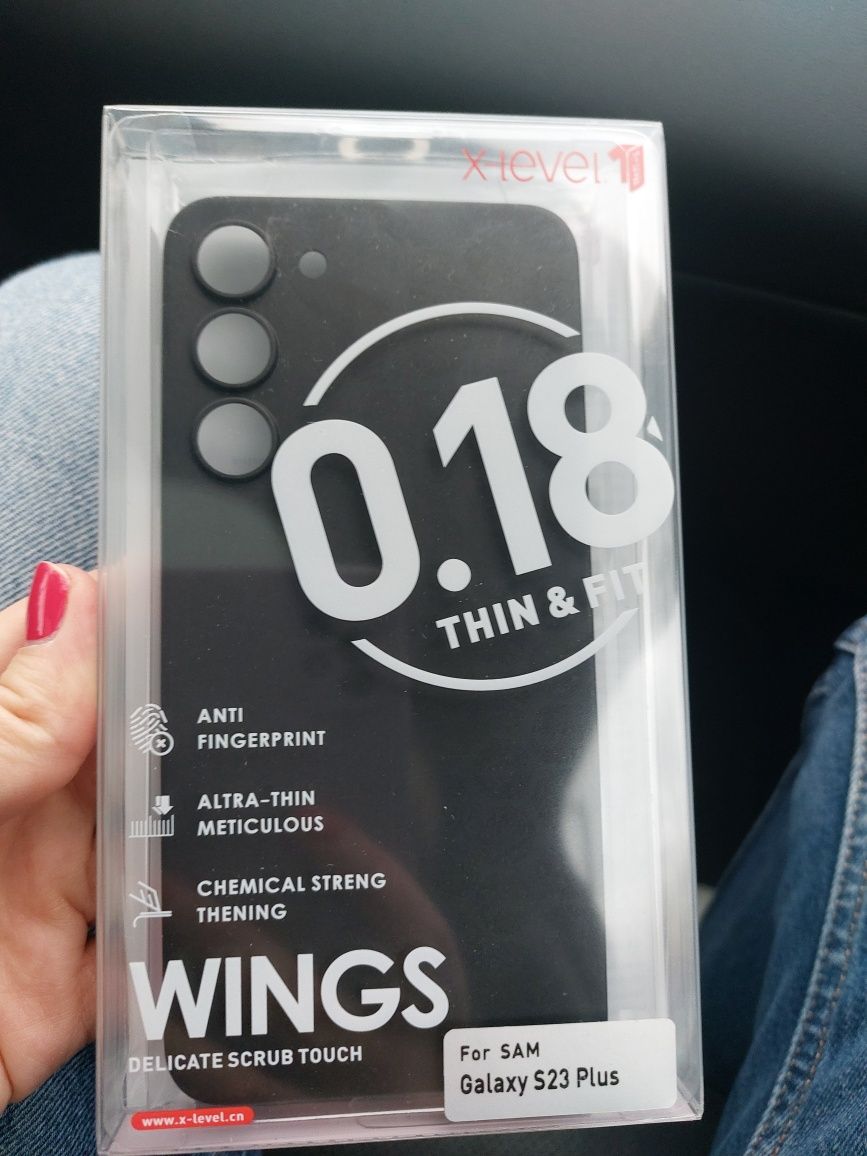 X-level.
0.18
THIN & FIT
ANTI
FINGERPRINT
ALTRA-THIN
METICULOUS
CHEMICAL STRENG
THENING
WINGS
DELICATE SCRUB TOUCH
For SAM
Galaxy S23 Plus
www.x-level.cn